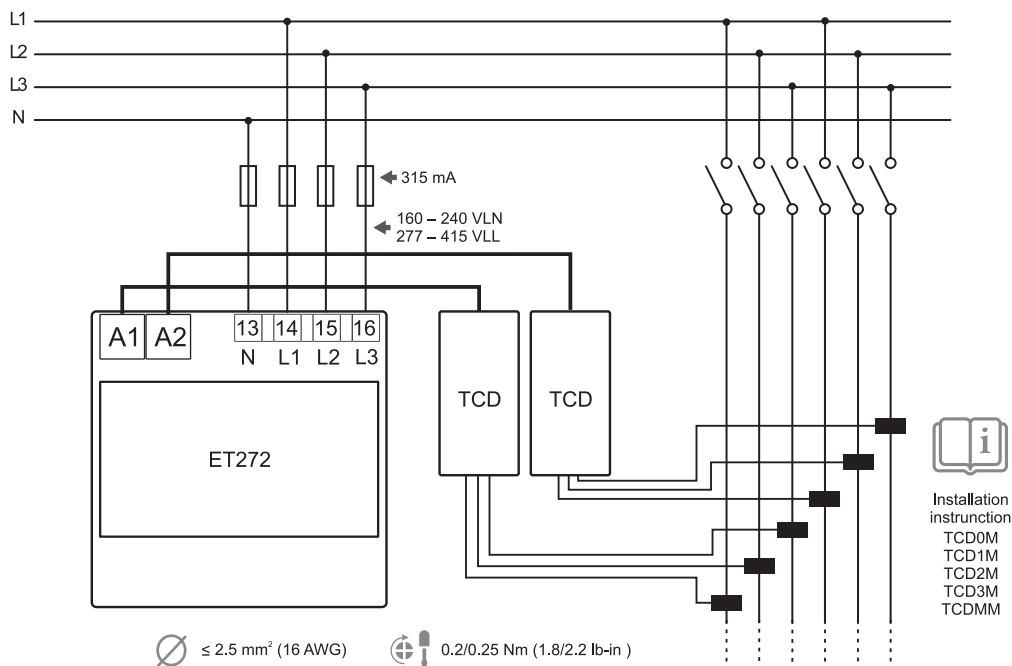 L1
L2
L3
N
315 mA
160 – 240 VLN
277 – 415 VLL
A1 A2 13 14 15 16
N L1 L2 L3
TCD TCD
ET272
i
Installation
instrunction
TCD0M
TCD1M
TCD2M
TCD3M
TCDMM
≤ 2.5 mm² (16 AWG) 0.2/0.25 Nm (1.8/2.2 lb-in )